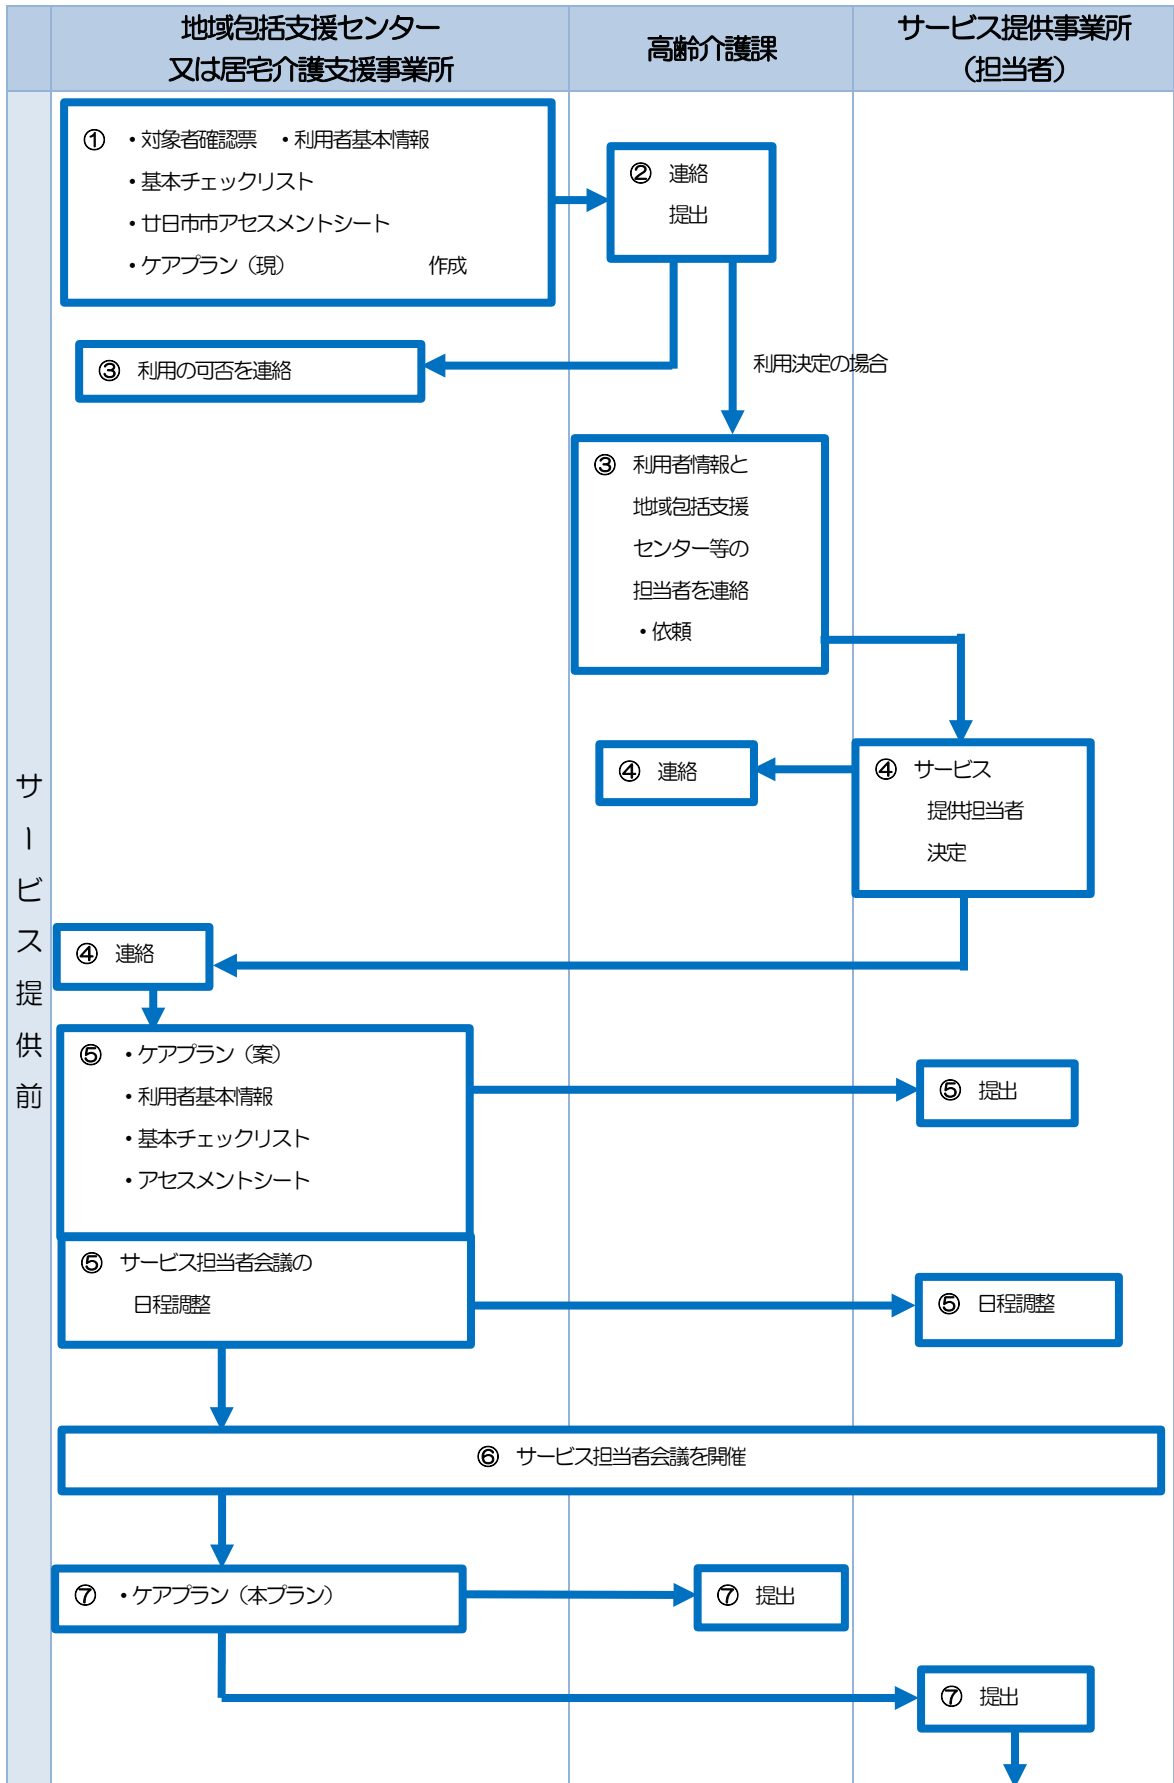 地域包括支援センター
又は居宅介護支援事業所
高齢介護課
サービス提供事業所
（担当者）
サービス提供前
① ・対象者確認票 ・利用者基本情報
・基本チェックリスト
・廿日市市アセスメントシート
・ケアプラン（現） 作成
② 連絡
提出
③ 利用の可否を連絡
利用決定の場合
③ 利用者情報と
地域包括支援
センター等の
担当者を連絡
・依頼
④ 連絡
④ サービス
提供担当者
決定
④ 連絡
⑤ ・ケアプラン（案）
・利用者基本情報
・基本チェックリスト
・アセスメントシート
⑤ 提出
⑤ サービス担当者会議の
日程調整
⑤ 日程調整
⑥ サービス担当者会議を開催
⑦ ・ケアプラン（本プラン）
⑦ 提出
⑦ 提出